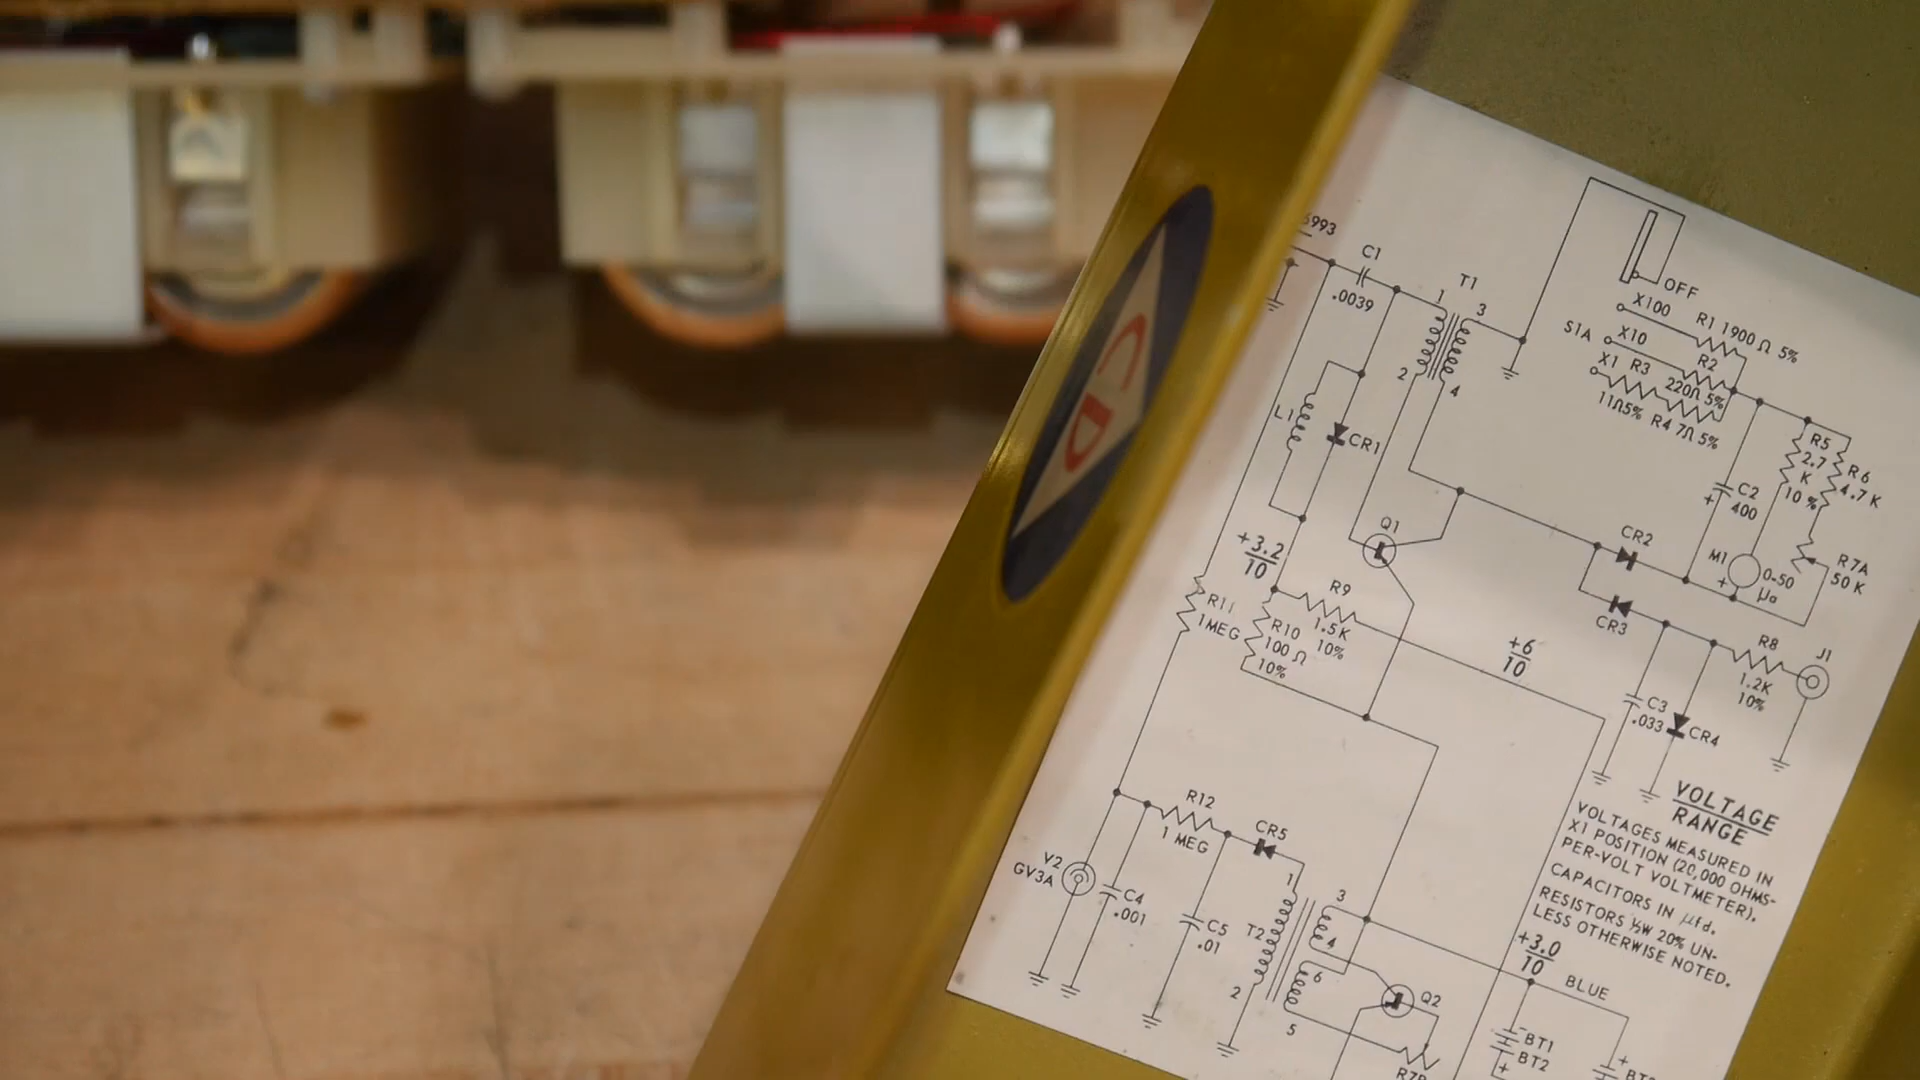 CD
6993
C1
.0039
T1
1
3
2
4
OFF
X100
R1 1900 Ω 5%
S1A
X10
R2
220Ω 5%
X1
R3
11Ω5%
R4 7Ω 5%
L1
CR1
R5
2.7
K
10%
R6
4.7 K
+
C2
400
Q1
CR2
M1
+
0-50
μa
R7A
50 K
+3.2
10
R9
1.5K
10%
CR3
R11
1MEG
R10
100 Ω
10%
+6
10
R8
1.2K
10%
J1
C3
.033
CR4
VOLTAGE
RANGE
VOLTAGES MEASURED IN
X1 POSITION (20,000 OHMS-
PER-VOLT VOLTMETER).
CAPACITORS IN μfd.
RESISTORS ½W 20% UN-
LESS OTHERWISE NOTED.
R12
1 MEG
CR5
V2
GV3A
C4
.001
C5
.01
1
T2
2
3
4
6
5
Q2
+3.0
10
BLUE
-
BT1
BT2
+
+
R7B